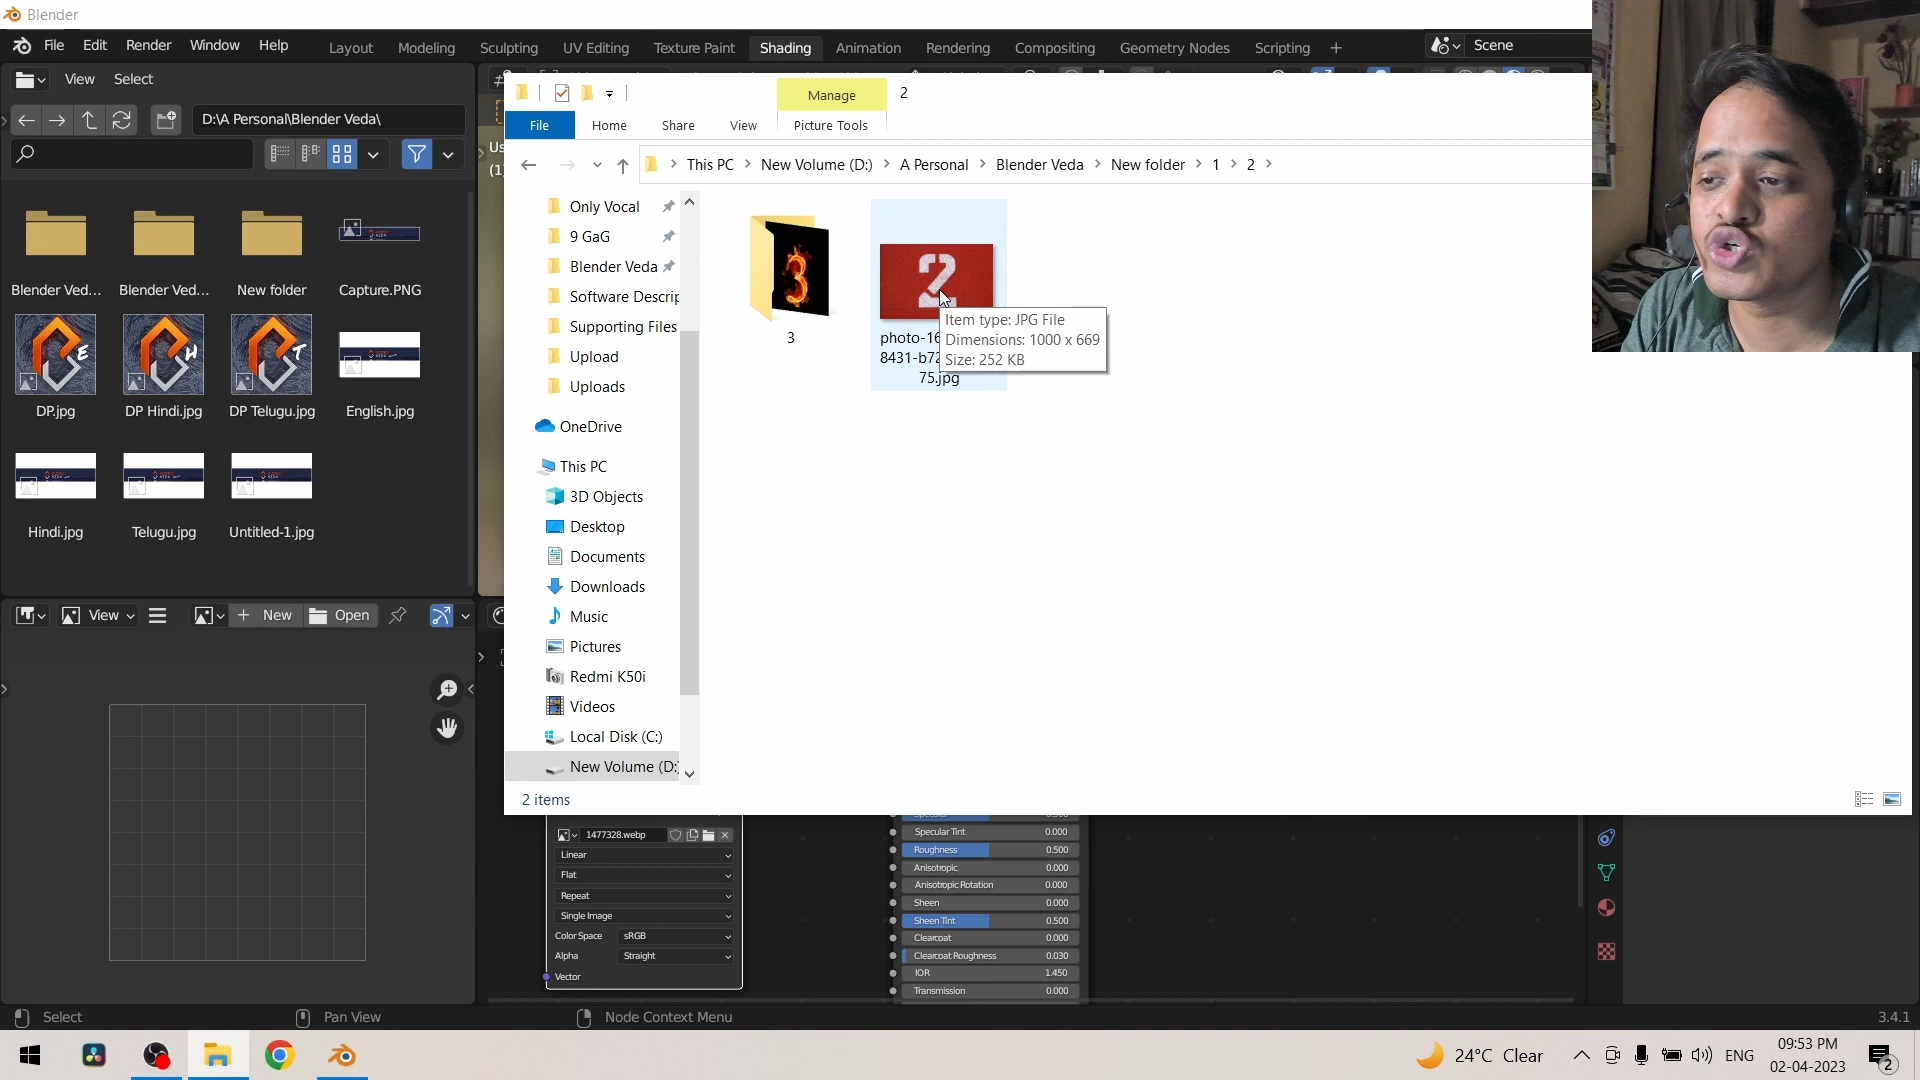 Blender
File Edit Render Window Help
Layout Modeling Sculpting UV Editing Texture Paint Shading Animation Rendering Compositing Geometry Nodes Scripting
Scene
View Select
D:\A Personal\Blender Veda\
Blender Ved... Blender Ved... New folder Capture.PNG
DP.jpg DP Hindi.jpg DP Telugu.jpg English.jpg
Hindi.jpg Telugu.jpg Untitled-1.jpg
Manage 2
File Home Share View Picture Tools
This PC New Volume (D:) A Personal Blender Veda New folder 1 2
Only Vocal
9 GaG
Blender Veda
Software Descrip
Supporting Files
Upload
Uploads
OneDrive
This PC
3D Objects
Desktop
Documents
Downloads
Music
Pictures
Redmi K50i
Videos
Local Disk (C:)
New Volume (D:
3
3
2
photo-16
8431-b72
75.jpg
Item type: JPG File
Dimensions: 1000 x 669
Size: 252 KB
2 items
View New Open
1477328.webp
Linear
Flat
Repeat
Single Image
Color Space sRGB
Alpha Straight
Vector
Specular Tint 0.000
Roughness 0.500
Anisotropic 0.000
Anisotropic Rotation 0.000
Sheen 0.000
Sheen Tint 0.500
Clearcoat 0.000
Clearcoat Roughness 0.030
IOR 1.450
Transmission 0.000
Select Pan View Node Context Menu 3.4.1
24°C Clear ENG
09:53 PM
02-04-2023
2